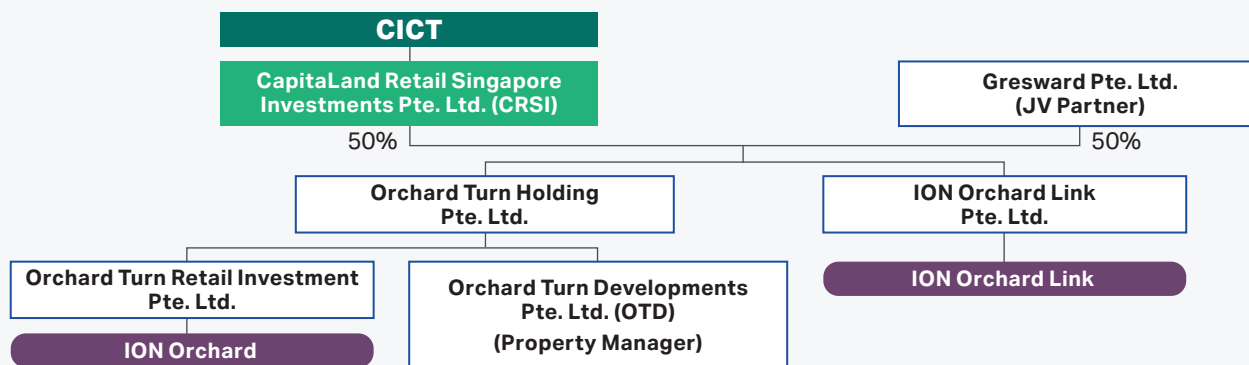 CICT
CapitaLand Retail Singapore
Investments Pte. Ltd. (CRSI)
Gresward Pte. Ltd.
(JV Partner)
50%
50%
Orchard Turn Holding
Pte. Ltd.
ION Orchard Link
Pte. Ltd.
Orchard Turn Retail Investment
Pte. Ltd.
Orchard Turn Developments
Pte. Ltd. (OTD)
(Property Manager)
ION Orchard Link
ION Orchard